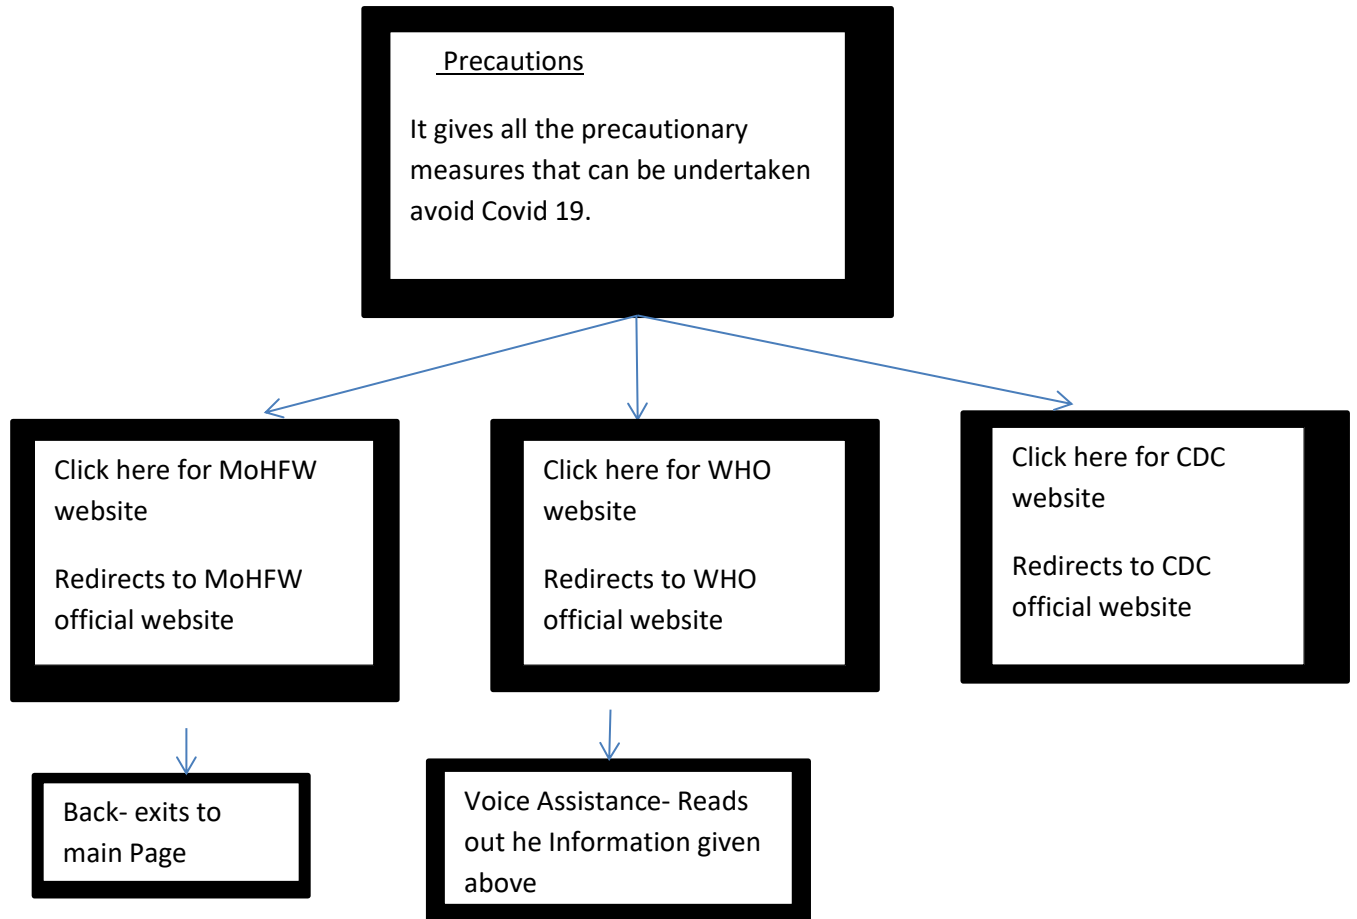 Precautions
It gives all the precautionary
measures that can be undertaken
avoid Covid 19.
Click here for MoHFW
website
Redirects to MoHFW
official website
Click here for WHO
website
Redirects to WHO
official website
Click here for CDC
website
Redirects to CDC
official website
Back- exits to
main Page
Voice Assistance- Reads
out he Information given
above